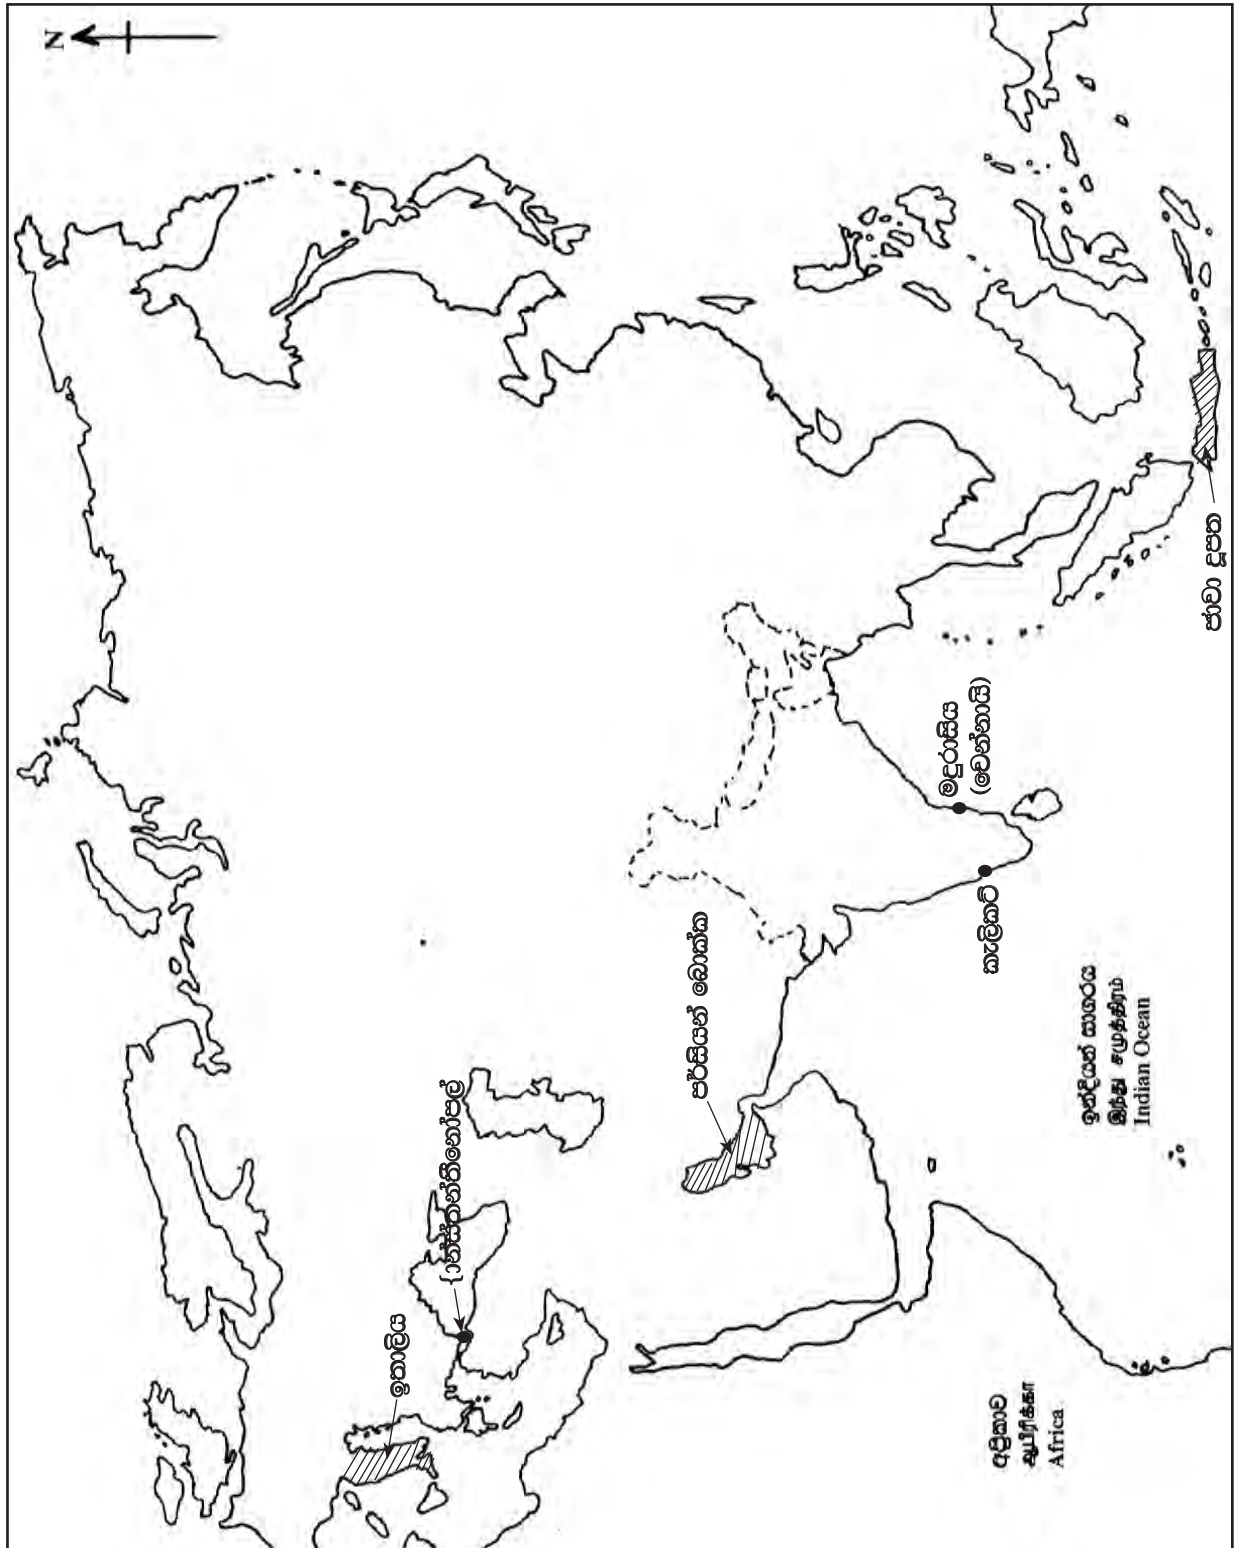 N
ඉතාලිය
කොන්ස්තන්තිනෝපල්
පර්සියන් බොක්ක
කැලිකට්
මදුරාසිය
(චෙන්නායි)
ජාවා දූපත
අප්‍රිකාව
ஆபிரிக்கா
Africa
ඉන්දියන් සාගරය
இந்து சமுத்திரம்
Indian Ocean